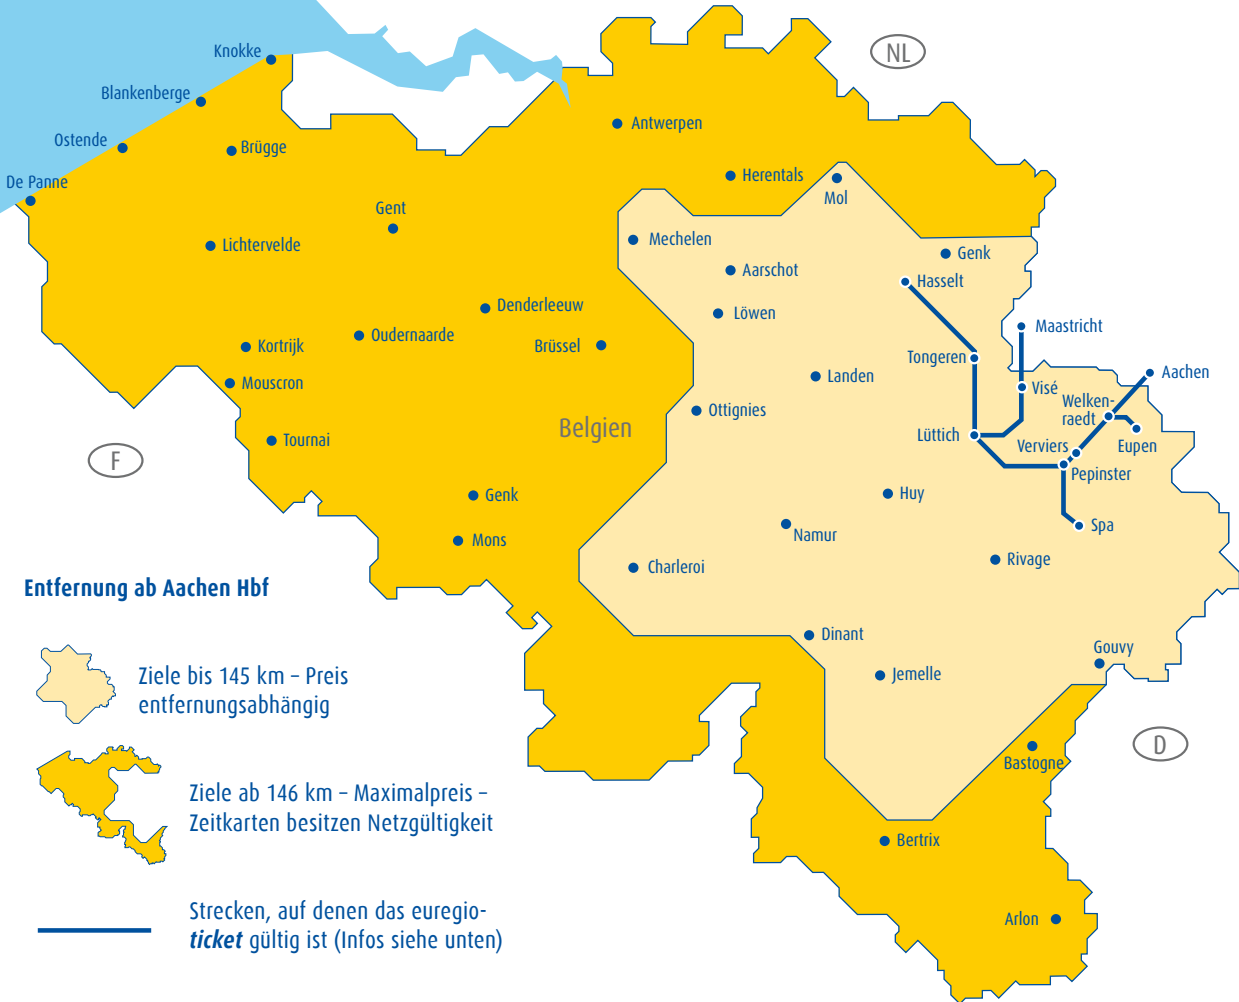 Knokke
NL
Blankenberge
Antwerpen
Ostende
Brügge
De Panne
Herentals
Mol
Gent
Mechelen
Lichtervelde
Genk
Aarschot
Hasselt
Denderleeuw
Löwen
Maastricht
Oudernaarde
Kortrijk
Brüssel
Tongeren
Aachen
Mouscron
Landen
Visé
Welken-
raedt
Ottignies
Belgien
Tournai
Lüttich
Verviers
Eupen
F
Pepinster
Genk
Huy
Spa
Mons
Namur
Charleroi
Rivage
Entfernung ab Aachen Hbf
Dinant
Gouvy
Ziele bis 145 km – Preis
entfernungsabhängig
Jemelle
D
Bastogne
Ziele ab 146 km – Maximalpreis –
Zeitkarten besitzen Netzgültigkeit
Bertrix
Strecken, auf denen das euregio-
ticket gültig ist (Infos siehe unten)
Arlon